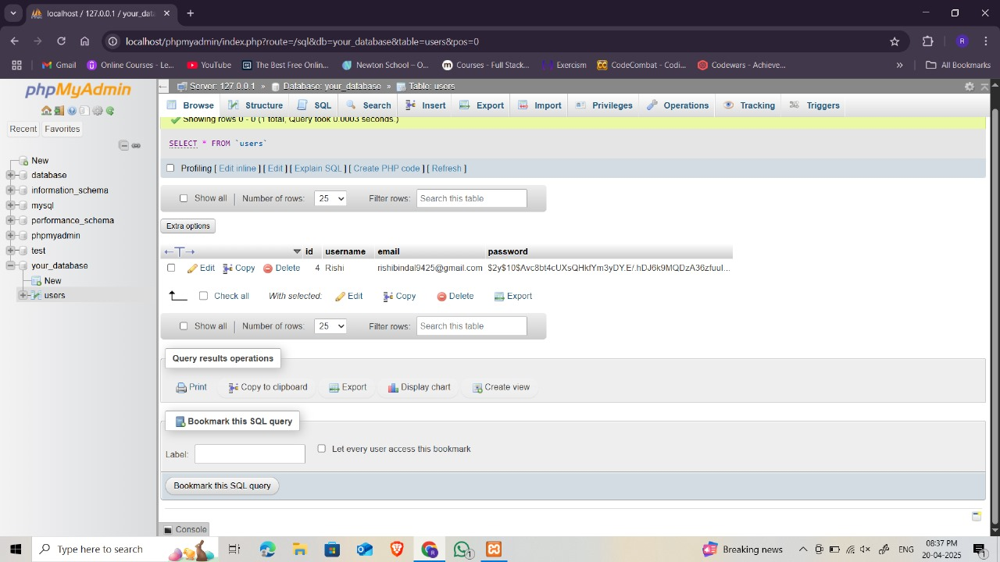 localhost / 127.0.0.1 / your_data
localhost/phpmyadmin/index.php?route=/sql&db=your_database&table=users&pos=0
R
Gmail
Online Courses - Le...
YouTube
The Best Free Onlin...
Newton School – O...
Courses - Full Stack...
Exercism
CodeCombat - Codi...
Codewars - Achieve...
All Bookmarks
phpMyAdmin
Recent
Favorites
New
database
information_schema
mysql
performance_schema
phpmyadmin
test
your_database
New
users
Server: 127.0.0.1 » Database: your_database » Table: users
Browse
Structure
SQL
Search
Insert
Export
Import
Privileges
Operations
Tracking
Triggers
Showing rows 0 - 0 (1 total, Query took 0.0003 seconds.)
SELECT * FROM `users`
Profiling [ Edit inline ] [ Edit ] [ Explain SQL ] [ Create PHP code ] [ Refresh ]
Show all
Number of rows: 25
Filter rows: Search this table
Extra options
id username email password
Edit Copy Delete 4 Rishi rishibindal9425@gmail.com $2y$10$Avc8bt4cUXsQHkfYm3yDY.E/.hDJ6k9MQDzA36zfuuI...
Check all With selected: Edit Copy Delete Export
Show all
Number of rows: 25
Filter rows: Search this table
Query results operations
Print
Copy to clipboard
Export
Display chart
Create view
Bookmark this SQL query
Label:
Let every user access this bookmark
Bookmark this SQL query
Console
Type here to search
R
1
Breaking news
ENG
08:37 PM
20-04-2025
1